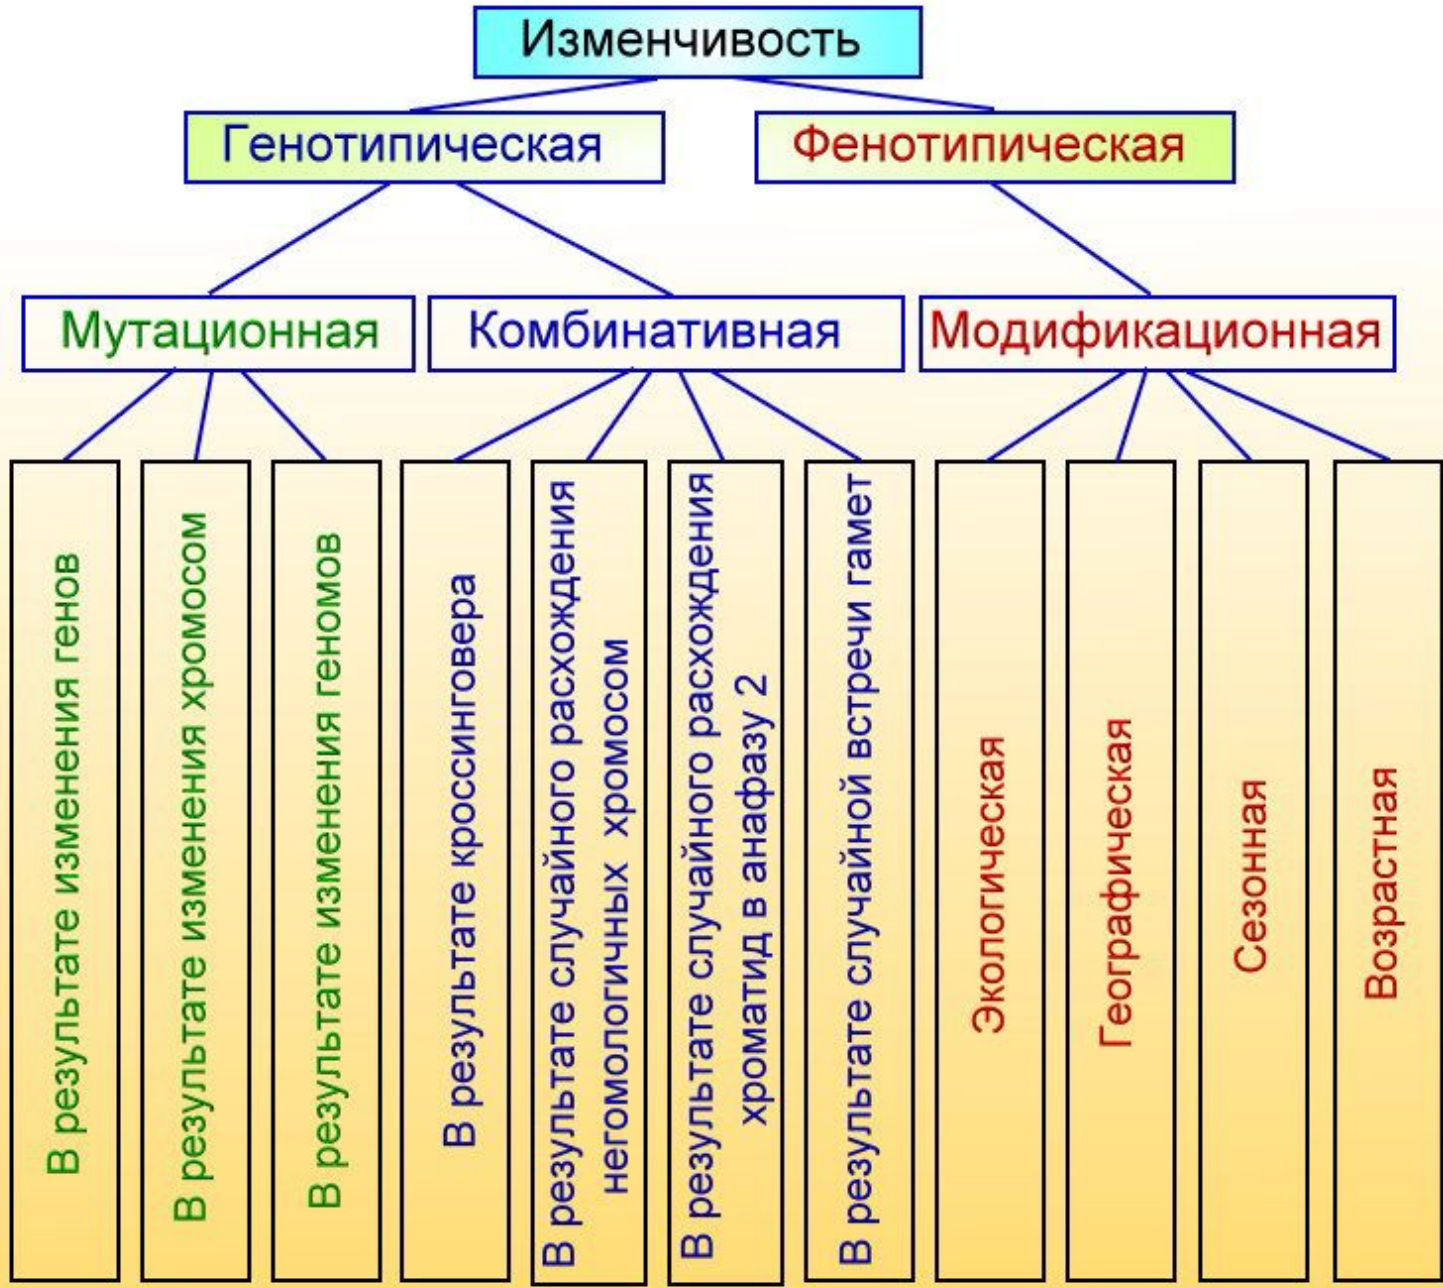 Изменчивость
Генотипическая
Фенотипическая
Мутационная
Комбинативная
Модификационная
В результате изменения генов
В результате изменения хромосом
В результате изменения геномов
В результате кроссинговера
В результате случайного расхождения
негомологичных хромосом
В результате случайного расхождения
хроматид в анафазу 2
В результате случайной встречи гамет
Экологическая
Географическая
Сезонная
Возрастная